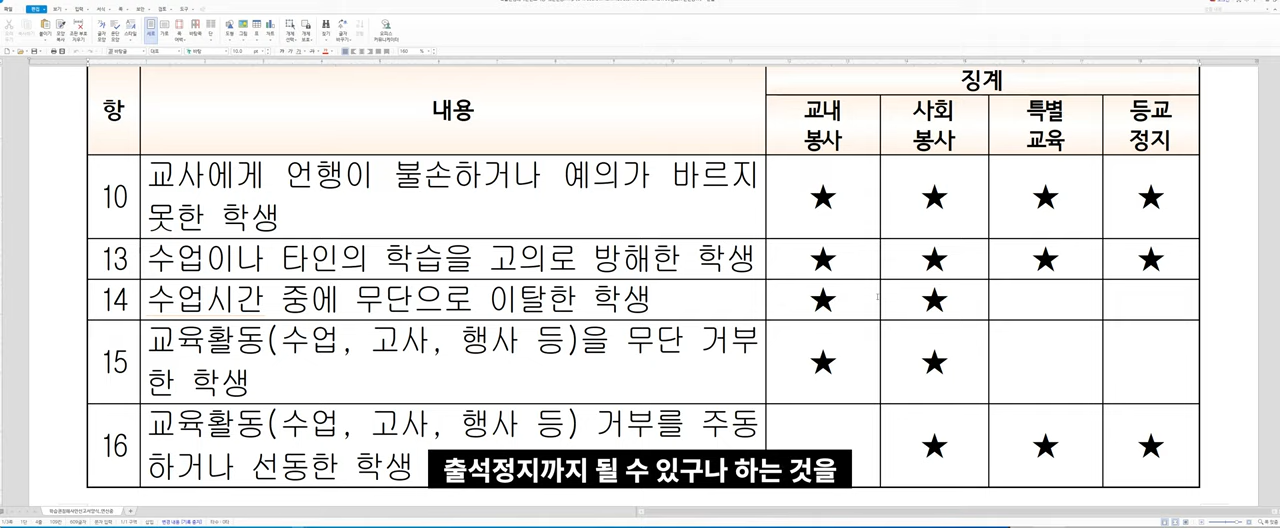 징계
항
내용
교내
봉사
사회
봉사
특별
교육
등교
정지
10
교사에게 언행이 불손하거나 예의가 바르지
못한 학생
★ ★ ★ ★
13 수업이나 타인의 학습을 고의로 방해한 학생 ★ ★ ★ ★
14 수업시간 중에 무단으로 이탈한 학생 ★ ★
15
교육활동(수업, 고사, 행사 등)을 무단 거부
한 학생
★ ★
16
교육활동(수업, 고사, 행사 등) 거부를 주동
하거나 선동한 학생
★ ★ ★
출석정지까지 될 수 있구나 하는 것을